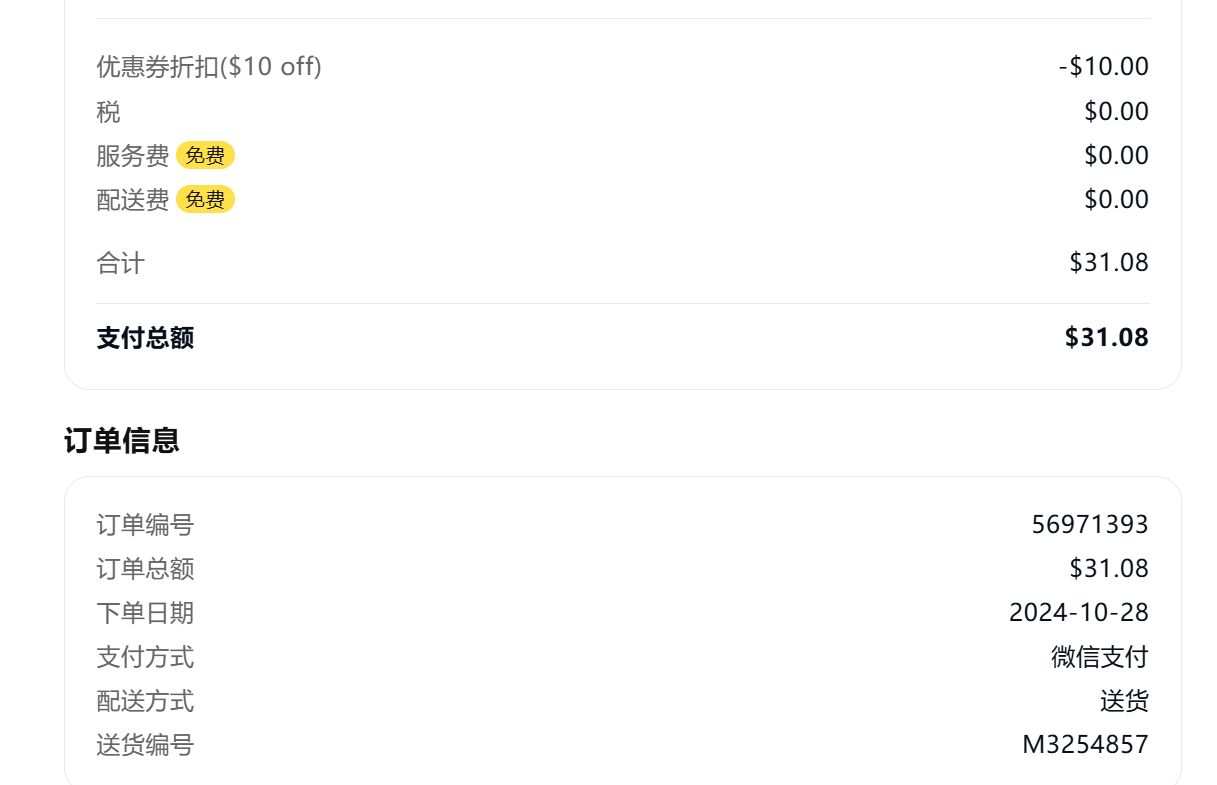 优惠券折扣($10 off) -$10.00
税 $0.00
服务费 免费 $0.00
配送费 免费 $0.00
合计 $31.08
支付总额 $31.08
订单信息
订单编号 56971393
订单总额 $31.08
下单日期 2024-10-28
支付方式 微信支付
配送方式 送货
送货编号 M3254857